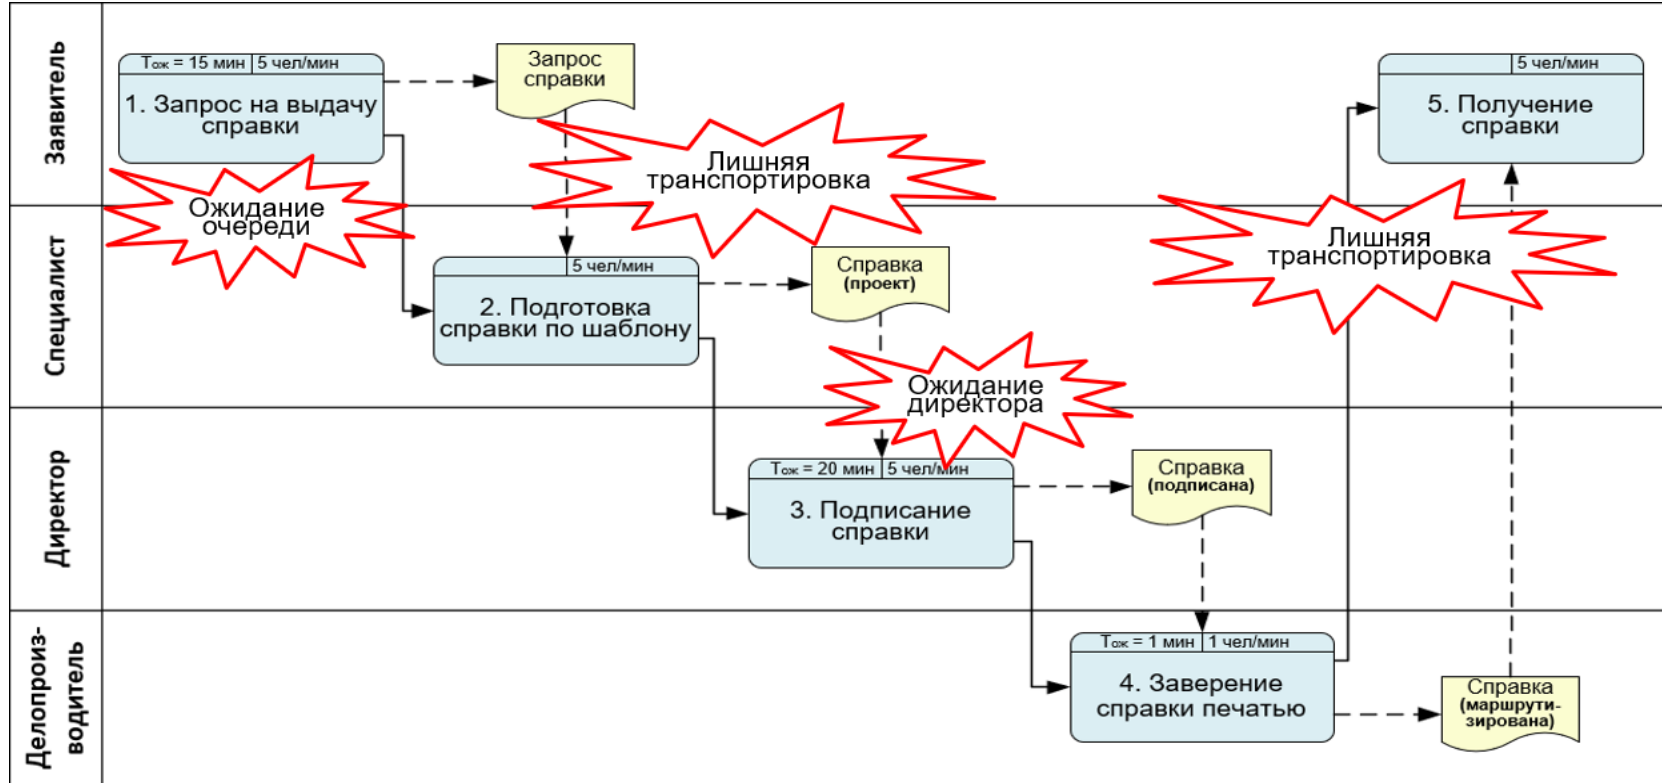 Заявитель
Тож = 15 мин 5 чел/мин
1. Запрос на выдачу
справки
Запрос
справки
5 чел/мин
5. Получение
справки
Лишняя
транспортировка
Ожидание
очереди
Специалист
5 чел/мин
2. Подготовка
справки по шаблону
Справка
(проект)
Лишняя
транспортировка
Ожидание
директора
Директор
Тож = 20 мин 5 чел/мин
3. Подписание
справки
Справка
(подписана)
Делопроиз-
водитель
Тож = 1 мин 1 чел/мин
4. Заверение
справки печатью
Справка
(маршрути-
зирована)